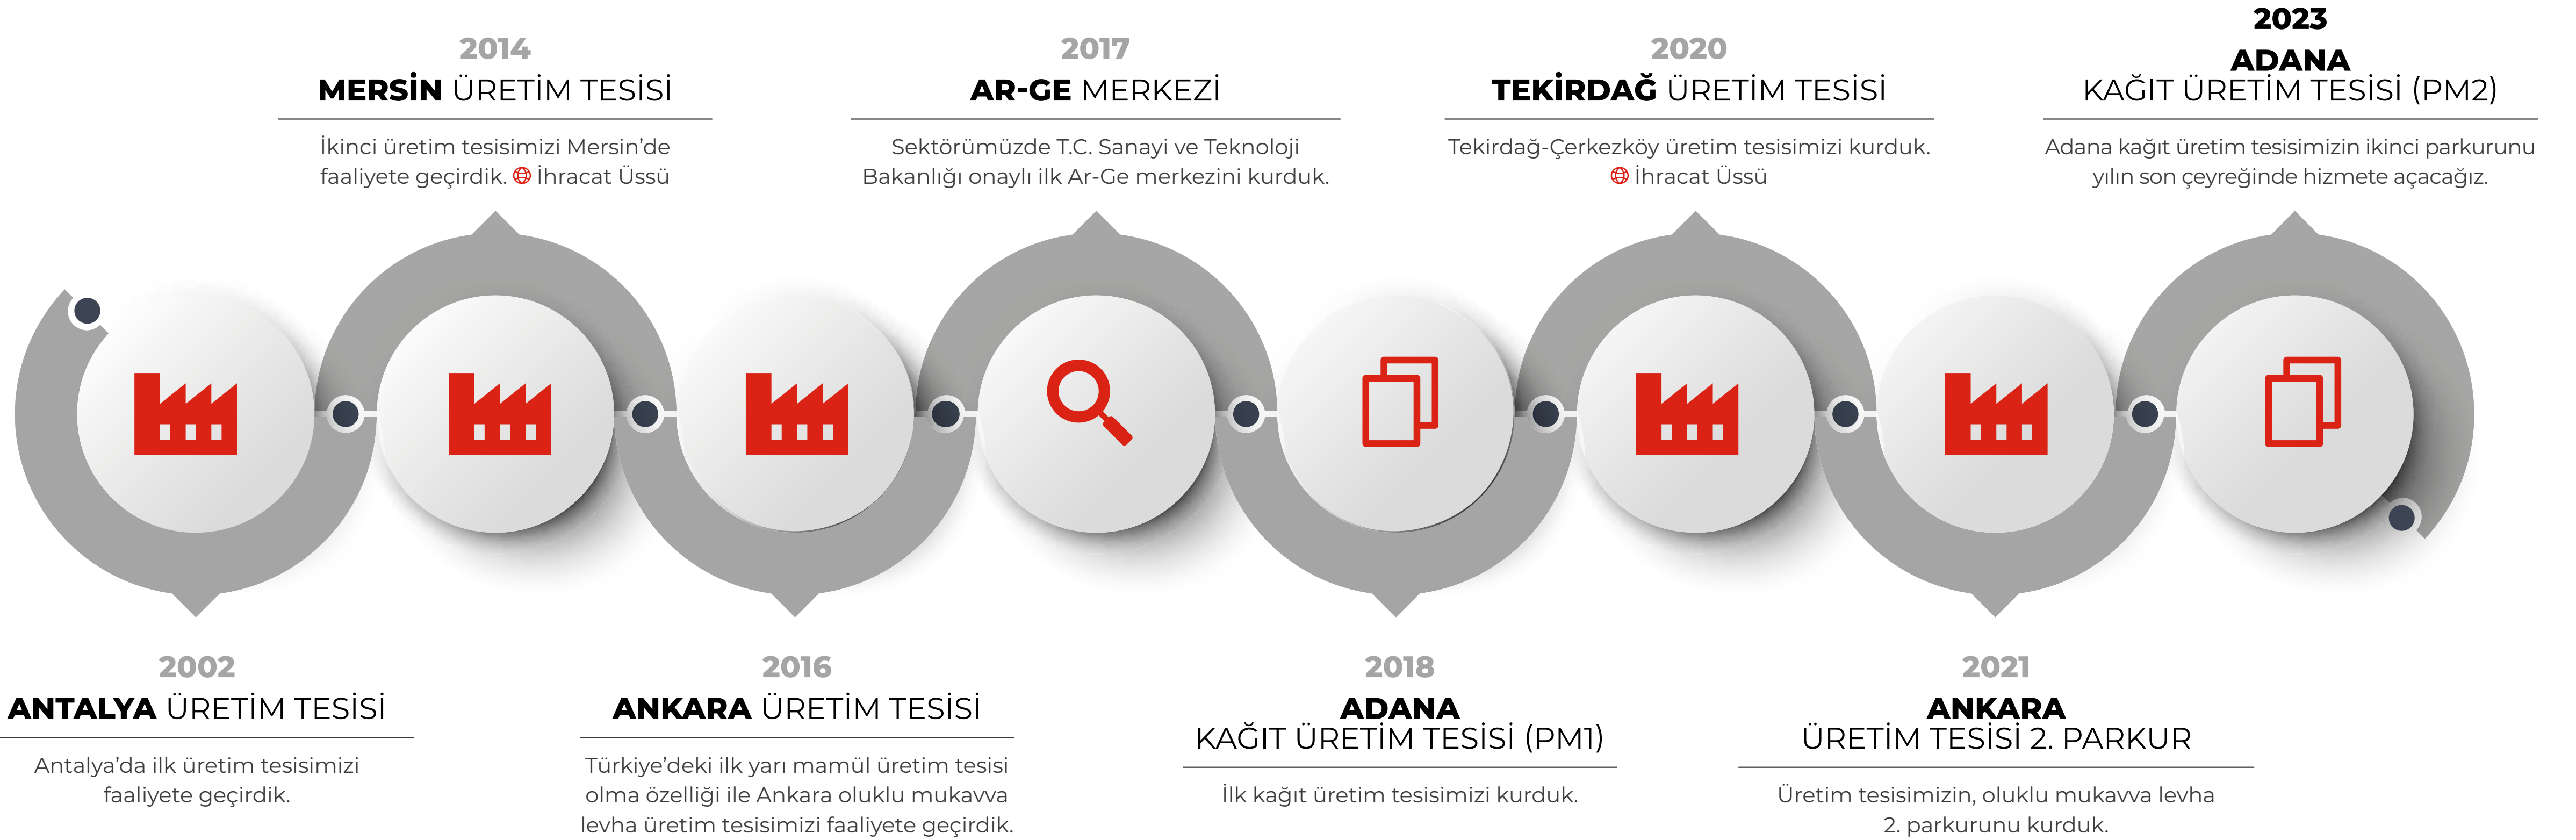 2014
MERSİN ÜRETİM TESİSİ
İkinci üretim tesisimizi Mersin’de
faaliyete geçirdik. İhracat Üssü
2017
AR-GE MERKEZİ
Sektörümüzde T.C. Sanayi ve Teknoloji
Bakanlığı onaylı ilk Ar-Ge merkezini kurduk.
2020
TEKİRDAĞ ÜRETİM TESİSİ
Tekirdağ-Çerkezköy üretim tesisimizi kurduk.
İhracat Üssü
2023
ADANA
KAĞIT ÜRETİM TESİSİ (PM2)
Adana kağıt üretim tesisimizin ikinci parkurunu
yılın son çeyreğinde hizmete açacağız.
2002
ANTALYA ÜRETİM TESİSİ
Antalya’da ilk üretim tesisimizi
faaliyete geçirdik.
2016
ANKARA ÜRETİM TESİSİ
Türkiye’deki ilk yarı mamül üretim tesisi
olma özelliği ile Ankara oluklu mukavva
levha üretim tesisimizi faaliyete geçirdik.
2018
ADANA
KAĞIT ÜRETİM TESİSİ (PM1)
İlk kağıt üretim tesisimizi kurduk.
2021
ANKARA
ÜRETİM TESİSİ 2. PARKUR
Üretim tesisimizin, oluklu mukavva levha
2. parkurunu kurduk.